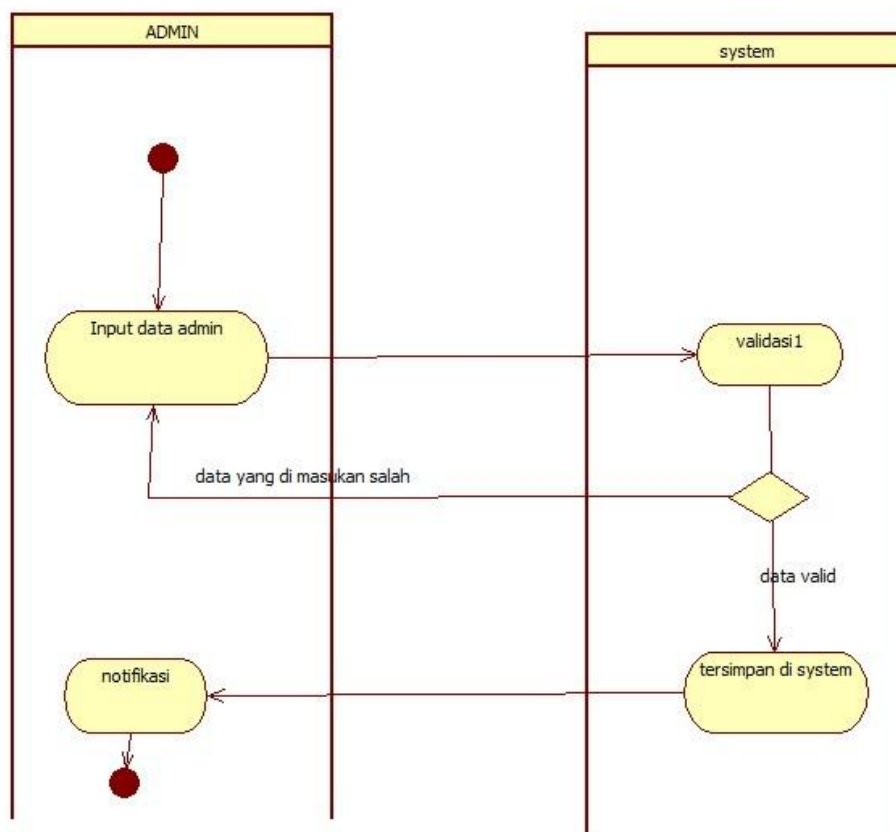 ADMIN
system
Input data admin
validasi1
data yang di masukan salah
data valid
notifikasi
tersimpan di system